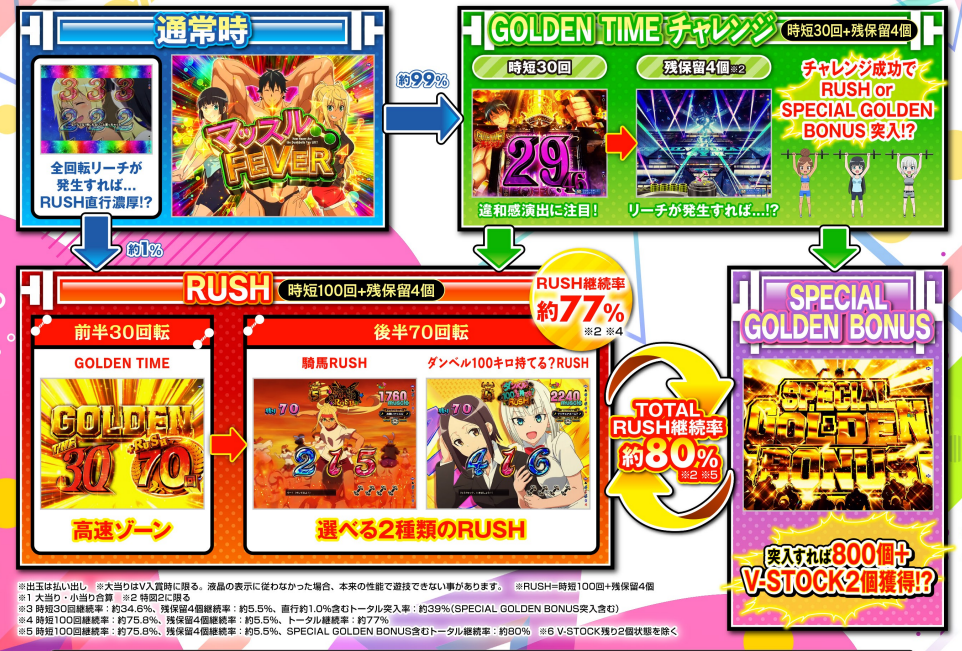 通常時
3 3
2 2 2
全回転リーチが
発生すれば…
RUSH直行濃厚!?
マッスル
FEVER
約99%
約1%
GOLDEN TIME チャレンジ 時短30回+残保留4個
時短30回
29
違和感演出に注目!
残保留4個※2
リーチが発生すれば…!?
チャレンジ成功で
RUSH or
SPECIAL GOLDEN
BONUS 突入!?
RUSH 時短100回+残保留4個
RUSH継続率
約77%
※2 ※4
前半30回転
GOLDEN TIME
GOLDEN
30 RUSH 70
高速ゾーン
後半70回転
騎馬RUSH
70
1760
2 1 5
ダンベル100キロ持てる?RUSH
70
2240
4 6
選べる2種類のRUSH
TOTAL
RUSH継続率
約80%
※2 ※5
SPECIAL
GOLDEN BONUS
SPECIAL
GOLDEN
BONUS
突入すれば800個+
V-STOCK2個獲得!?
※出玉は払い出し ※大当りはV入賞時に限る。液晶の表示に従わなかった場合、本来の性能で遊技できない事があります。 ※RUSH=時短100回+残保留4個
※1 大当り・小当り合算 ※2 特図2に限る
※3 時短30回継続率：約34.6%、残保留4個継続率：約5.5%、直行約1.0%含むトータル突入率：約39%(SPECIAL GOLDEN BONUS突入含む)
※4 時短100回継続率：約75.8%、残保留4個継続率：約5.5%、トータル継続率：約77%
※5 時短100回継続率：約75.8%、残保留4個継続率：約5.5%、SPECIAL GOLDEN BONUS含むトータル継続率：約80% ※6 V-STOCK残り2個状態を除く